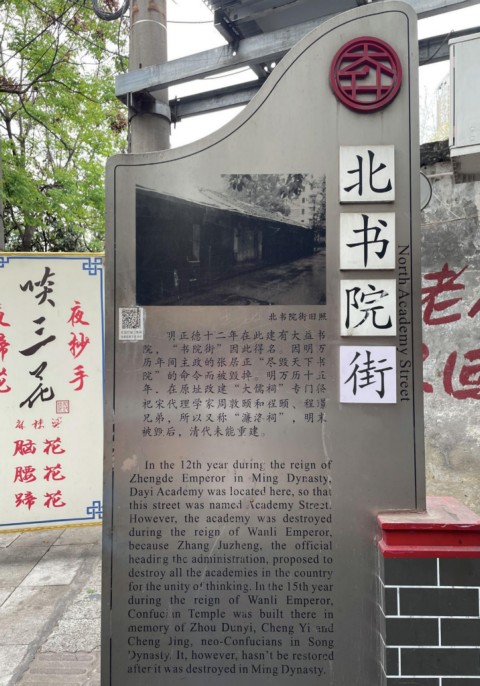 北书院街
North Academy Street
北书院街旧照
明正德十二年在此建有大益书
院，“书院街”因此得名。因明万
历年间主政的张居正“尽毁天下书
院”的命令而被毁掉。明万历十五
年，在原址改建“大儒祠”专门供
祀宋代理学家周敦颐和程颐、程灏
兄弟，所以又称“濂洛祠”，明末
被毁后，清代未能重建。
In the 12th year during the reign of
Zhengde Emperor in Ming Dynasty,
Dayi Academy was located here, so that
this street was named Academy Street.
However, the academy was destroyed
during the reign of Wanli Emperor,
because Zhang Juzheng, the official
heading the administration, proposed to
destroy all the academies in the country
for the unity of thinking. In the 15th year
during the reign of Wanli Emperor,
Confucian Temple was built there in
memory of Zhou Dunyi, Cheng Yi and
Cheng Jing, neo-Confucians in Song
Dynasty. It, however, hasn't be restored
after it was destroyed in Ming Dynasty.
啖三花
夜抄手
夜蹄花
脑花
腰花
蹄花
老